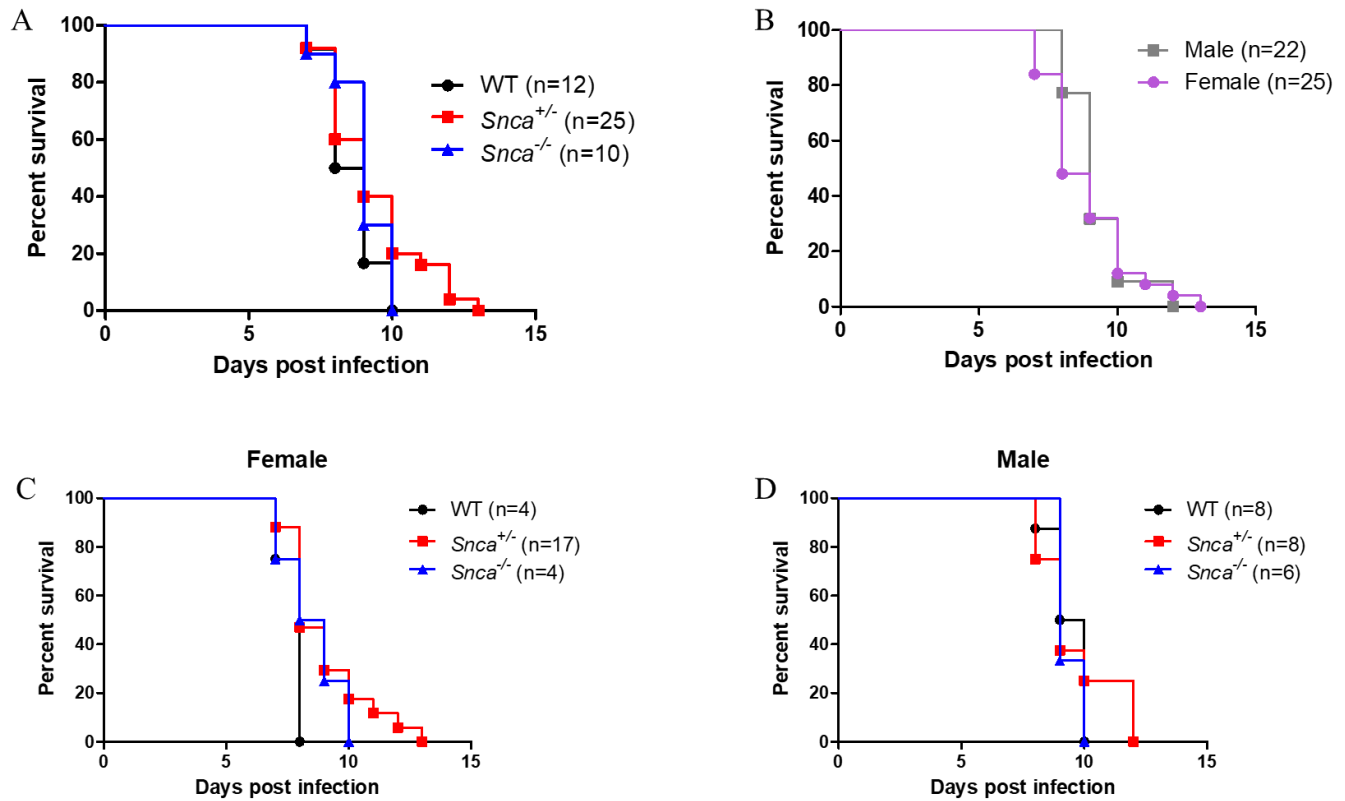 A
Percent survival
100
80
60
40
20
0
0 5 10 15
Days post infection
WT (n=12)
Snca+/- (n=25)
Snca-/- (n=10)
B
Percent survival
100
80
60
40
20
0
0 5 10 15
Days post infection
Male (n=22)
Female (n=25)
Female
C
Percent survival
100
80
60
40
20
0
0 5 10 15
Days post infection
WT (n=4)
Snca+/- (n=17)
Snca-/- (n=4)
Male
D
Percent survival
100
80
60
40
20
0
0 5 10 15
Days post infection
WT (n=8)
Snca+/- (n=8)
Snca-/- (n=6)